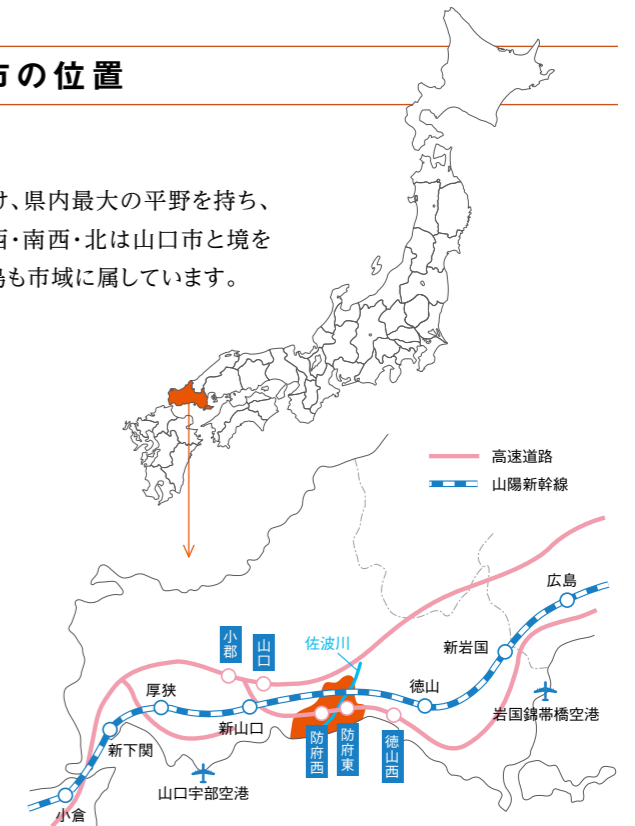 市の位置
け、県内最大の平野を持ち、
西・南西・北は山口市と境を
島も市域に属しています。
高速道路
山陽新幹線
広島
小郡
山口
佐波川
新岩国
厚狭
徳山
新山口
岩国錦帯橋空港
新下関
防府西
防府東
徳山西
山口宇部空港
小倉